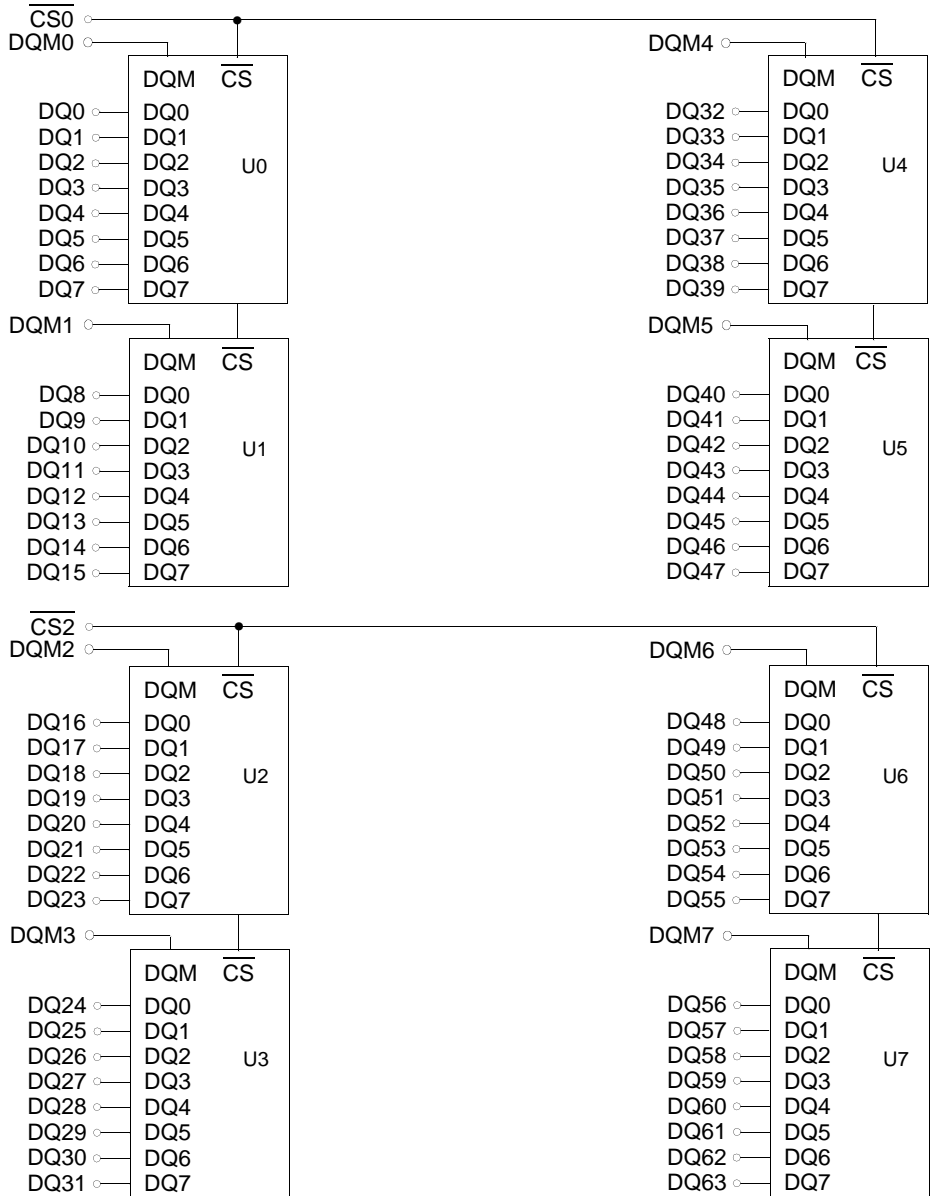 CS0
DQM0
DQM CS
DQ0 DQ0
DQ1 DQ1
DQ2 DQ2 U0
DQ3 DQ3
DQ4 DQ4
DQ5 DQ5
DQ6 DQ6
DQ7 DQ7
DQM1
DQM CS
DQ8 DQ0
DQ9 DQ1
DQ10 DQ2 U1
DQ11 DQ3
DQ12 DQ4
DQ13 DQ5
DQ14 DQ6
DQ15 DQ7
DQM4
DQM CS
DQ32 DQ0
DQ33 DQ1
DQ34 DQ2 U4
DQ35 DQ3
DQ36 DQ4
DQ37 DQ5
DQ38 DQ6
DQ39 DQ7
DQM5
DQM CS
DQ40 DQ0
DQ41 DQ1
DQ42 DQ2 U5
DQ43 DQ3
DQ44 DQ4
DQ45 DQ5
DQ46 DQ6
DQ47 DQ7
CS2
DQM2
DQM CS
DQ16 DQ0
DQ17 DQ1
DQ18 DQ2 U2
DQ19 DQ3
DQ20 DQ4
DQ21 DQ5
DQ22 DQ6
DQ23 DQ7
DQM3
DQM CS
DQ24 DQ0
DQ25 DQ1
DQ26 DQ2 U3
DQ27 DQ3
DQ28 DQ4
DQ29 DQ5
DQ30 DQ6
DQ31 DQ7
DQM6
DQM CS
DQ48 DQ0
DQ49 DQ1
DQ50 DQ2 U6
DQ51 DQ3
DQ52 DQ4
DQ53 DQ5
DQ54 DQ6
DQ55 DQ7
DQM7
DQM CS
DQ56 DQ0
DQ57 DQ1
DQ58 DQ2 U7
DQ59 DQ3
DQ60 DQ4
DQ61 DQ5
DQ62 DQ6
DQ63 DQ7